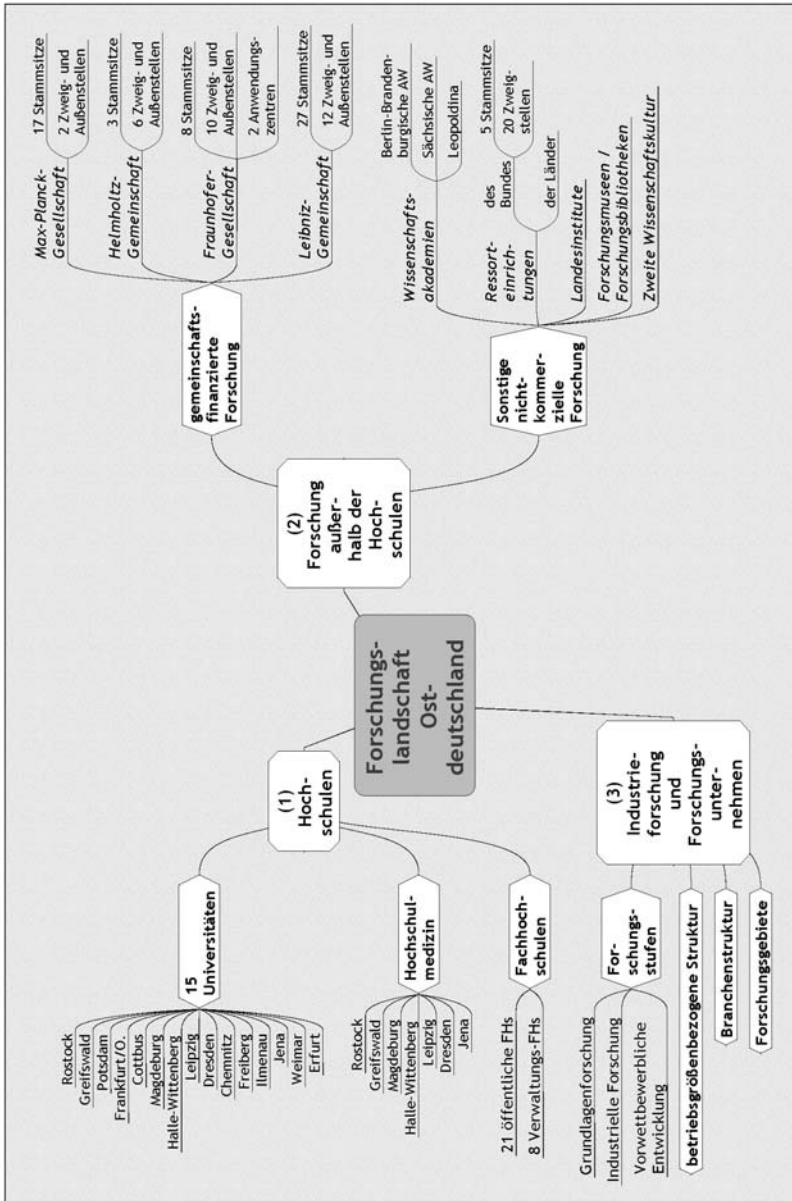 Forschungs-
landschaft
Ost-
deutschland
(1)
Hoch-
schulen
15
Universitäten
Rostock
Greifswald
Potsdam
Frankfurt/O.
Cottbus
Magdeburg
Halle-Wittenberg
Leipzig
Dresden
Chemnitz
Freiberg
Ilmenau
Jena
Weimar
Erfurt
Hochschul-
medizin
Rostock
Greifswald
Magdeburg
Halle-Wittenberg
Leipzig
Dresden
Jena
Fachhoch-
schulen
21 öffentliche FHs
8 Verwaltungs-FHs
(2)
Forschung
außer-
halb der
Hoch-
schulen
gemeinschafts-
finanzierte
Forschung
Max-Planck-
Gesellschaft
17 Stammsitze
2 Zweig- und
Außenstellen
Helmholtz-
Gemeinschaft
3 Stammsitze
6 Zweig- und
Außenstellen
Fraunhofer-
Gesellschaft
8 Stammsitze
10 Zweig- und
Außenstellen
2 Anwendungs-
zentren
Leibniz-
Gemeinschaft
27 Stammsitze
12 Zweig- und
Außenstellen
Sonstige
nicht-
kommer-
zielle
Forschung
Wissenschafts-
akademien
Berlin-Branden-
burgische AW
Sächsische AW
Leopoldina
Ressort-
einrich-
tungen
des
Bundes
5 Stammsitze
20 Zweig-
stellen
der Länder
Landesinstitute
Forschungsmuseen /
Forschungsbibliotheken
Zweite Wissenschaftskultur
(3)
Industrie-
forschung
und
Forschungs-
unter-
nehmen
For-
schungs-
stufen
Grundlagenforschung
Industrielle Forschung
Vorwettbewerbliche
Entwicklung
betriebsgrößenbezogene Struktur
Branchenstruktur
Forschungsgebiete